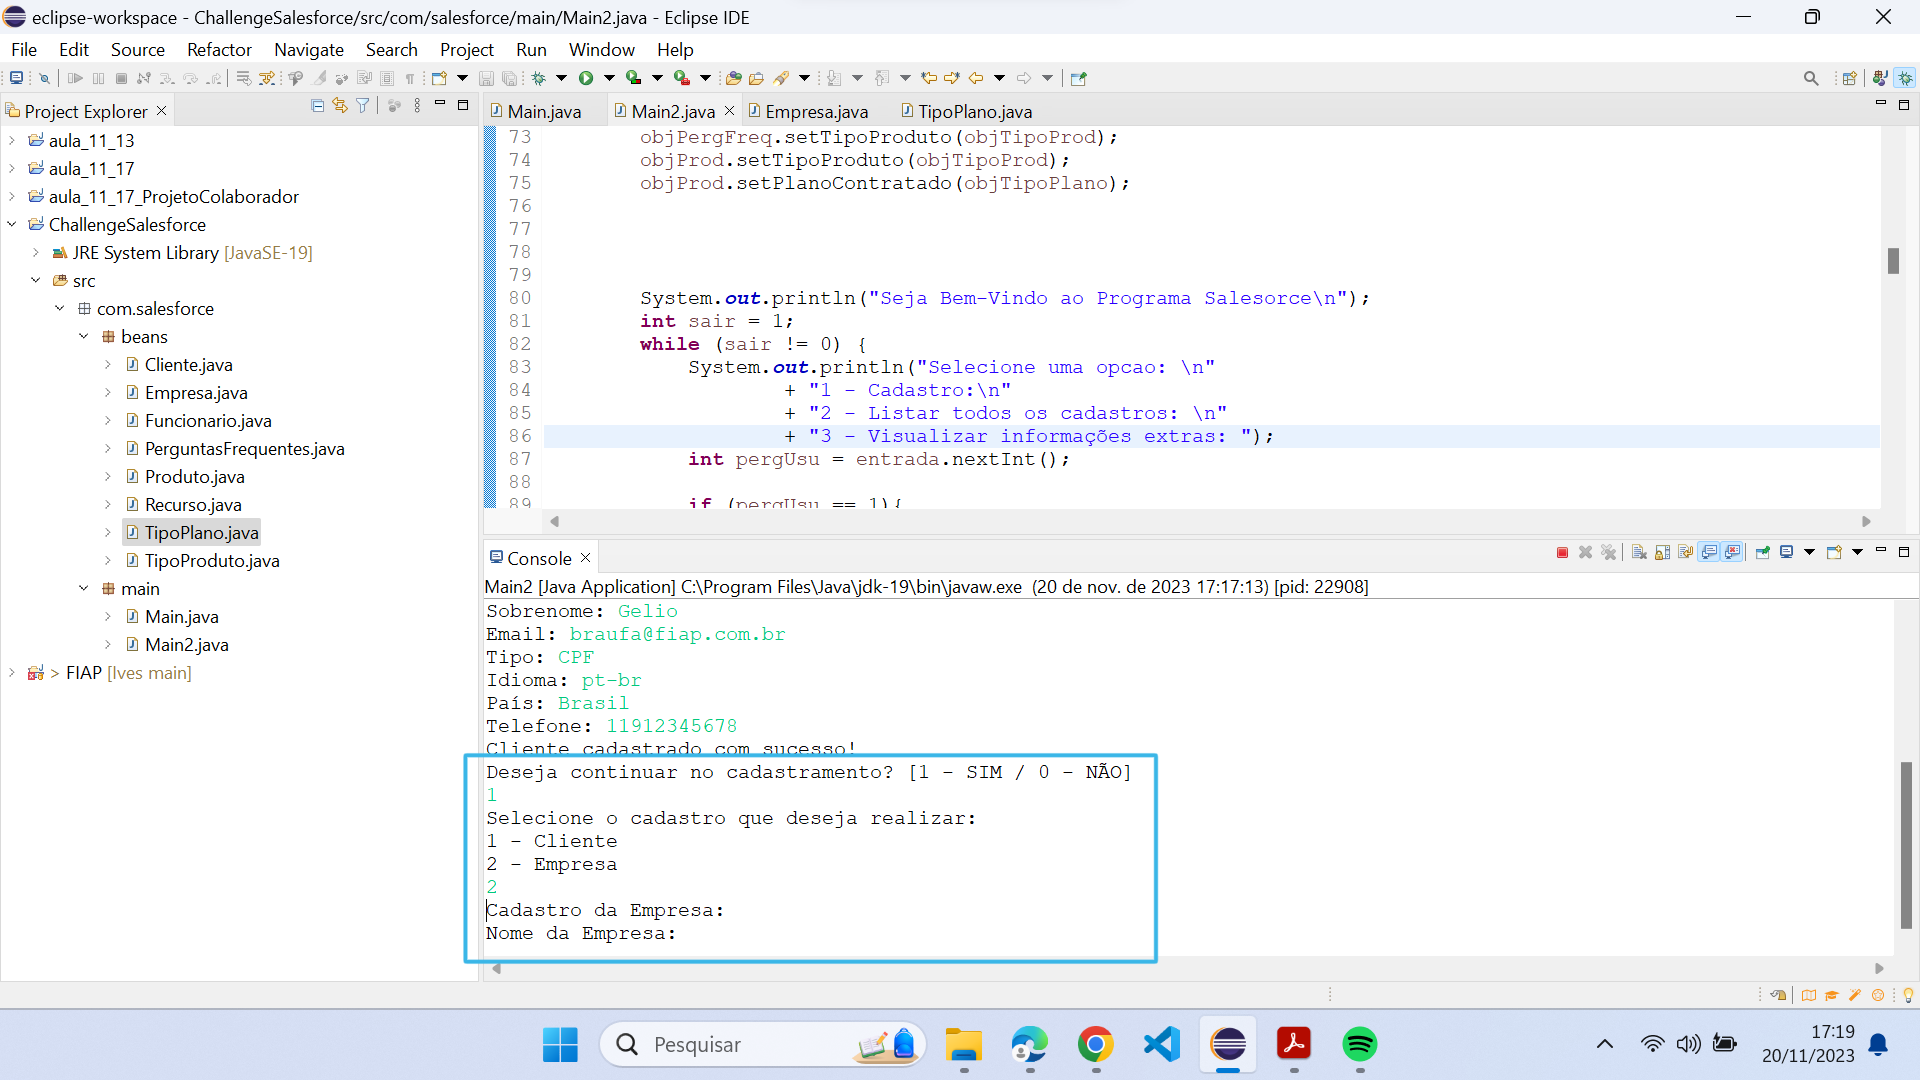 eclipse-workspace - ChallengeSalesforce/src/com/salesforce/main/Main2.java - Eclipse IDE
File Edit Source Refactor Navigate Search Project Run Window Help
Project Explorer
aula_11_13
aula_11_17
aula_11_17_ProjetoColaborador
ChallengeSalesforce
JRE System Library [JavaSE-19]
src
com.salesforce
beans
Cliente.java
Empresa.java
Funcionario.java
PerguntasFrequentes.java
Produto.java
Recurso.java
TipoPlano.java
TipoProduto.java
main
Main.java
Main2.java
> FIAP [Ives main]
Main.java Main2.java Empresa.java TipoPlano.java
73 objPergFreq.setTipoProduto(objTipoProd);
74 objProd.setTipoProduto(objTipoProd);
75 objProd.setPlanoContratado(objTipoPlano);
76
77
78
79
80 System.out.println("Seja Bem-Vindo ao Programa Salesorce\n");
81 int sair = 1;
82 while (sair != 0) {
83 System.out.println("Selecione uma opcao: \n"
84 + "1 - Cadastro:\n"
85 + "2 - Listar todos os cadastros: \n"
86 + "3 - Visualizar informações extras: ");
87 int pergUsu = entrada.nextInt();
88
89 if (pergUsu == 1){
Console
Main2 [Java Application] C:\Program Files\Java\jdk-19\bin\javaw.exe (20 de nov. de 2023 17:17:13) [pid: 22908]
Sobrenome: Gelio
Email: braufa@fiap.com.br
Tipo: CPF
Idioma: pt-br
País: Brasil
Telefone: 11912345678
Cliente cadastrado com sucesso!
Deseja continuar no cadastramento? [1 - SIM / 0 - NÃO]
1
Selecione o cadastro que deseja realizar:
1 - Cliente
2 - Empresa
2
Cadastro da Empresa:
Nome da Empresa:
Pesquisar
17:19
20/11/2023